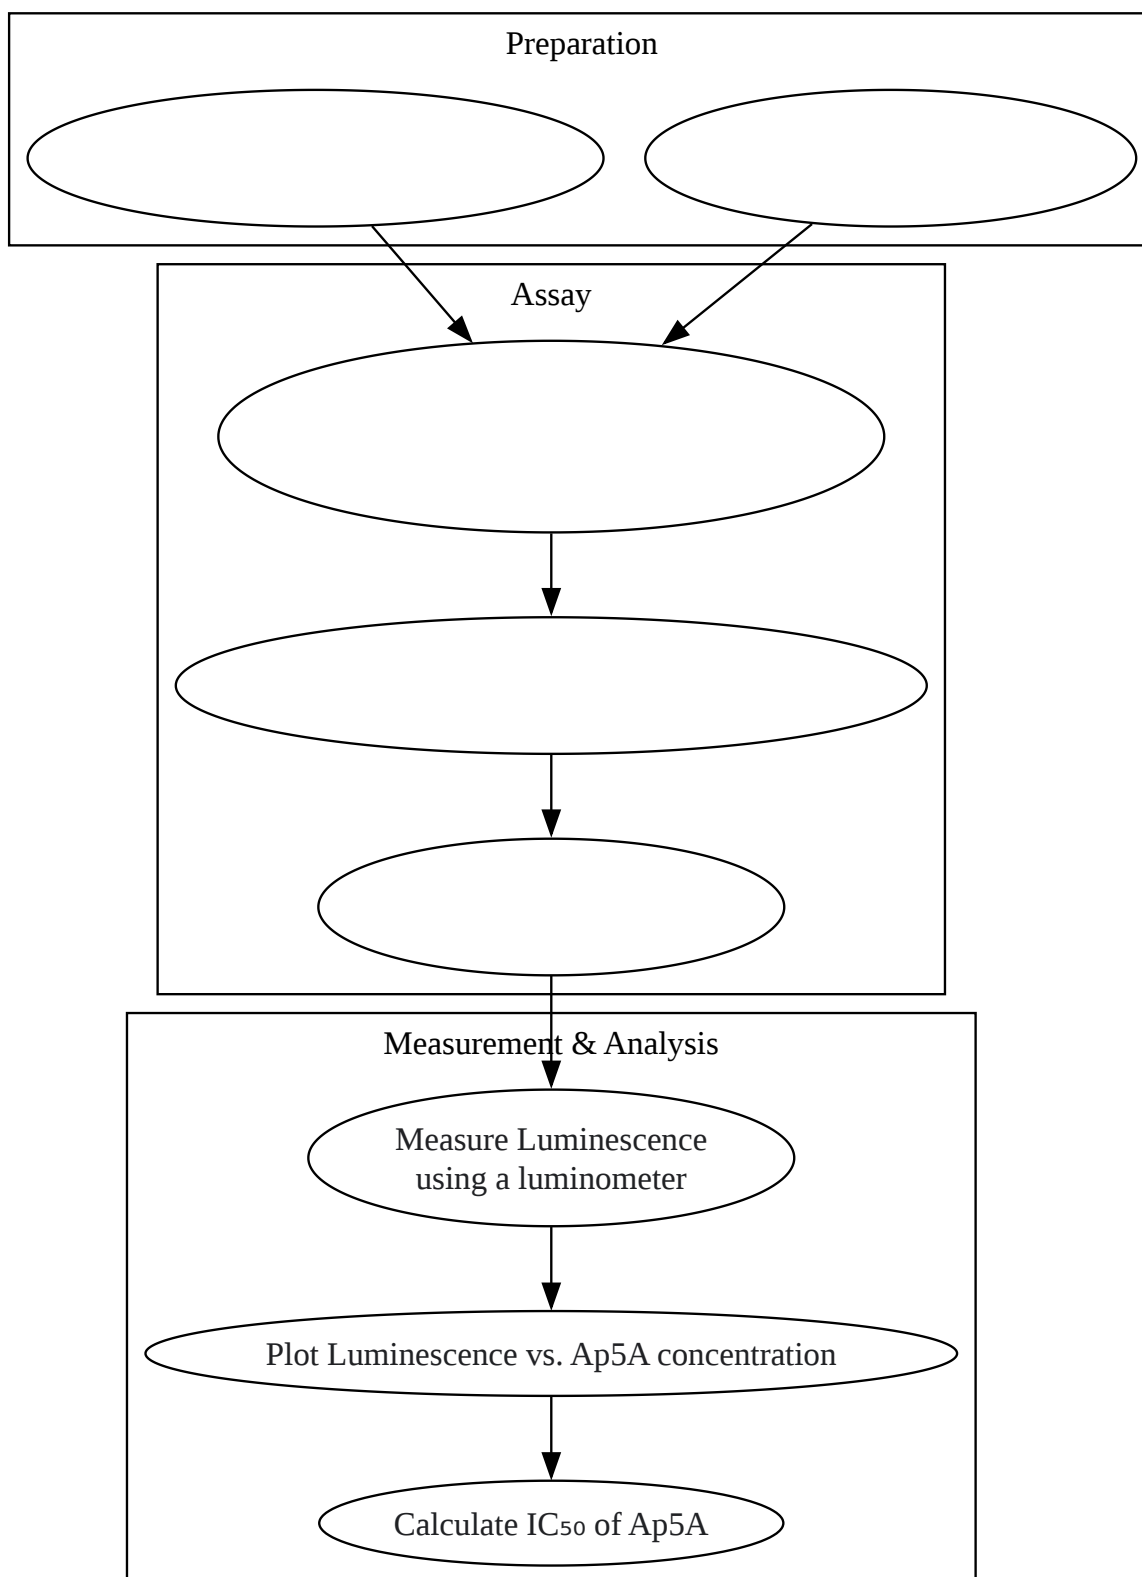 Preparation
Assay
Measurement & Analysis
Measure Luminescence
using a luminometer
Plot Luminescence vs. Ap5A concentration
Calculate IC₅₀ of Ap5A